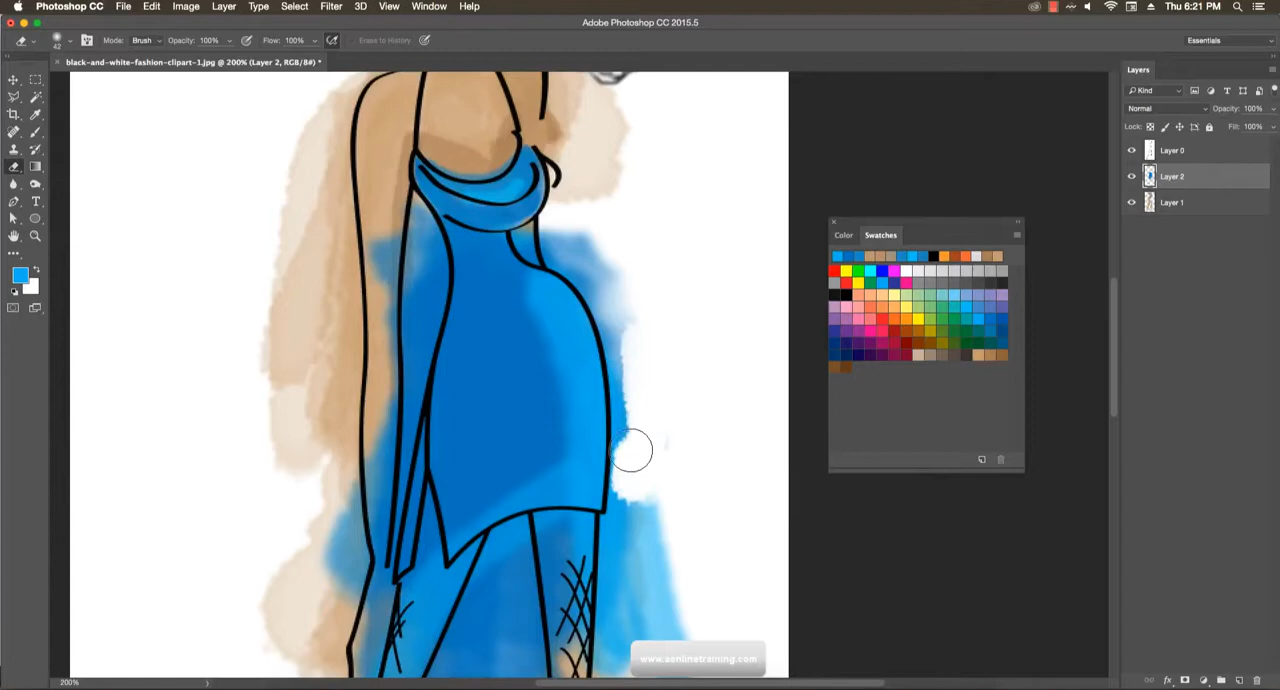 Photoshop CC File Edit Image Layer Type Select Filter 3D View Window Help Thu 6:21 PM
Adobe Photoshop CC 2015.5
42 Mode: Brush Opacity: 100% Flow: 100% Erase to History Essentials
× black-and-white-fashion-clipart-1.jpg @ 200% (Layer 2, RGB/8#) *
Layers
Kind
Normal Opacity: 100%
Lock: Fill: 100%
Layer 0
Layer 2
Layer 1
Color Swatches
www.aonlinetraining.com
200%
fx